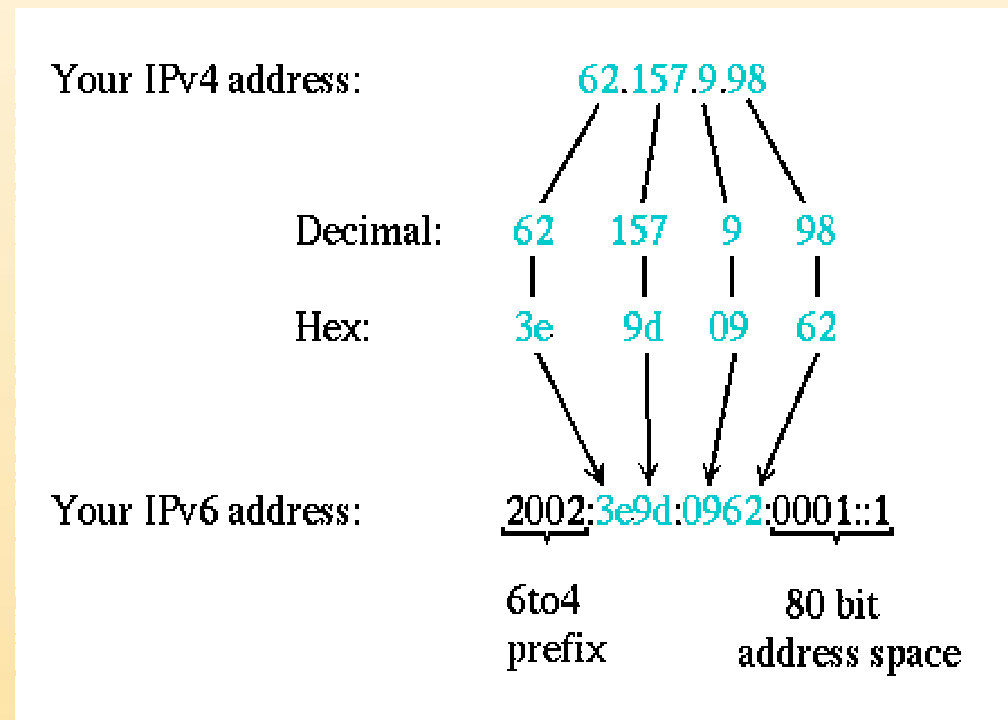 Your IPv4 address: 62.157.9.98
Decimal: 62 157 9 98
Hex: 3e 9d 09 62
Your IPv6 address: 2002:3e9d:0962:0001::1
6to4 80 bit
prefix address space